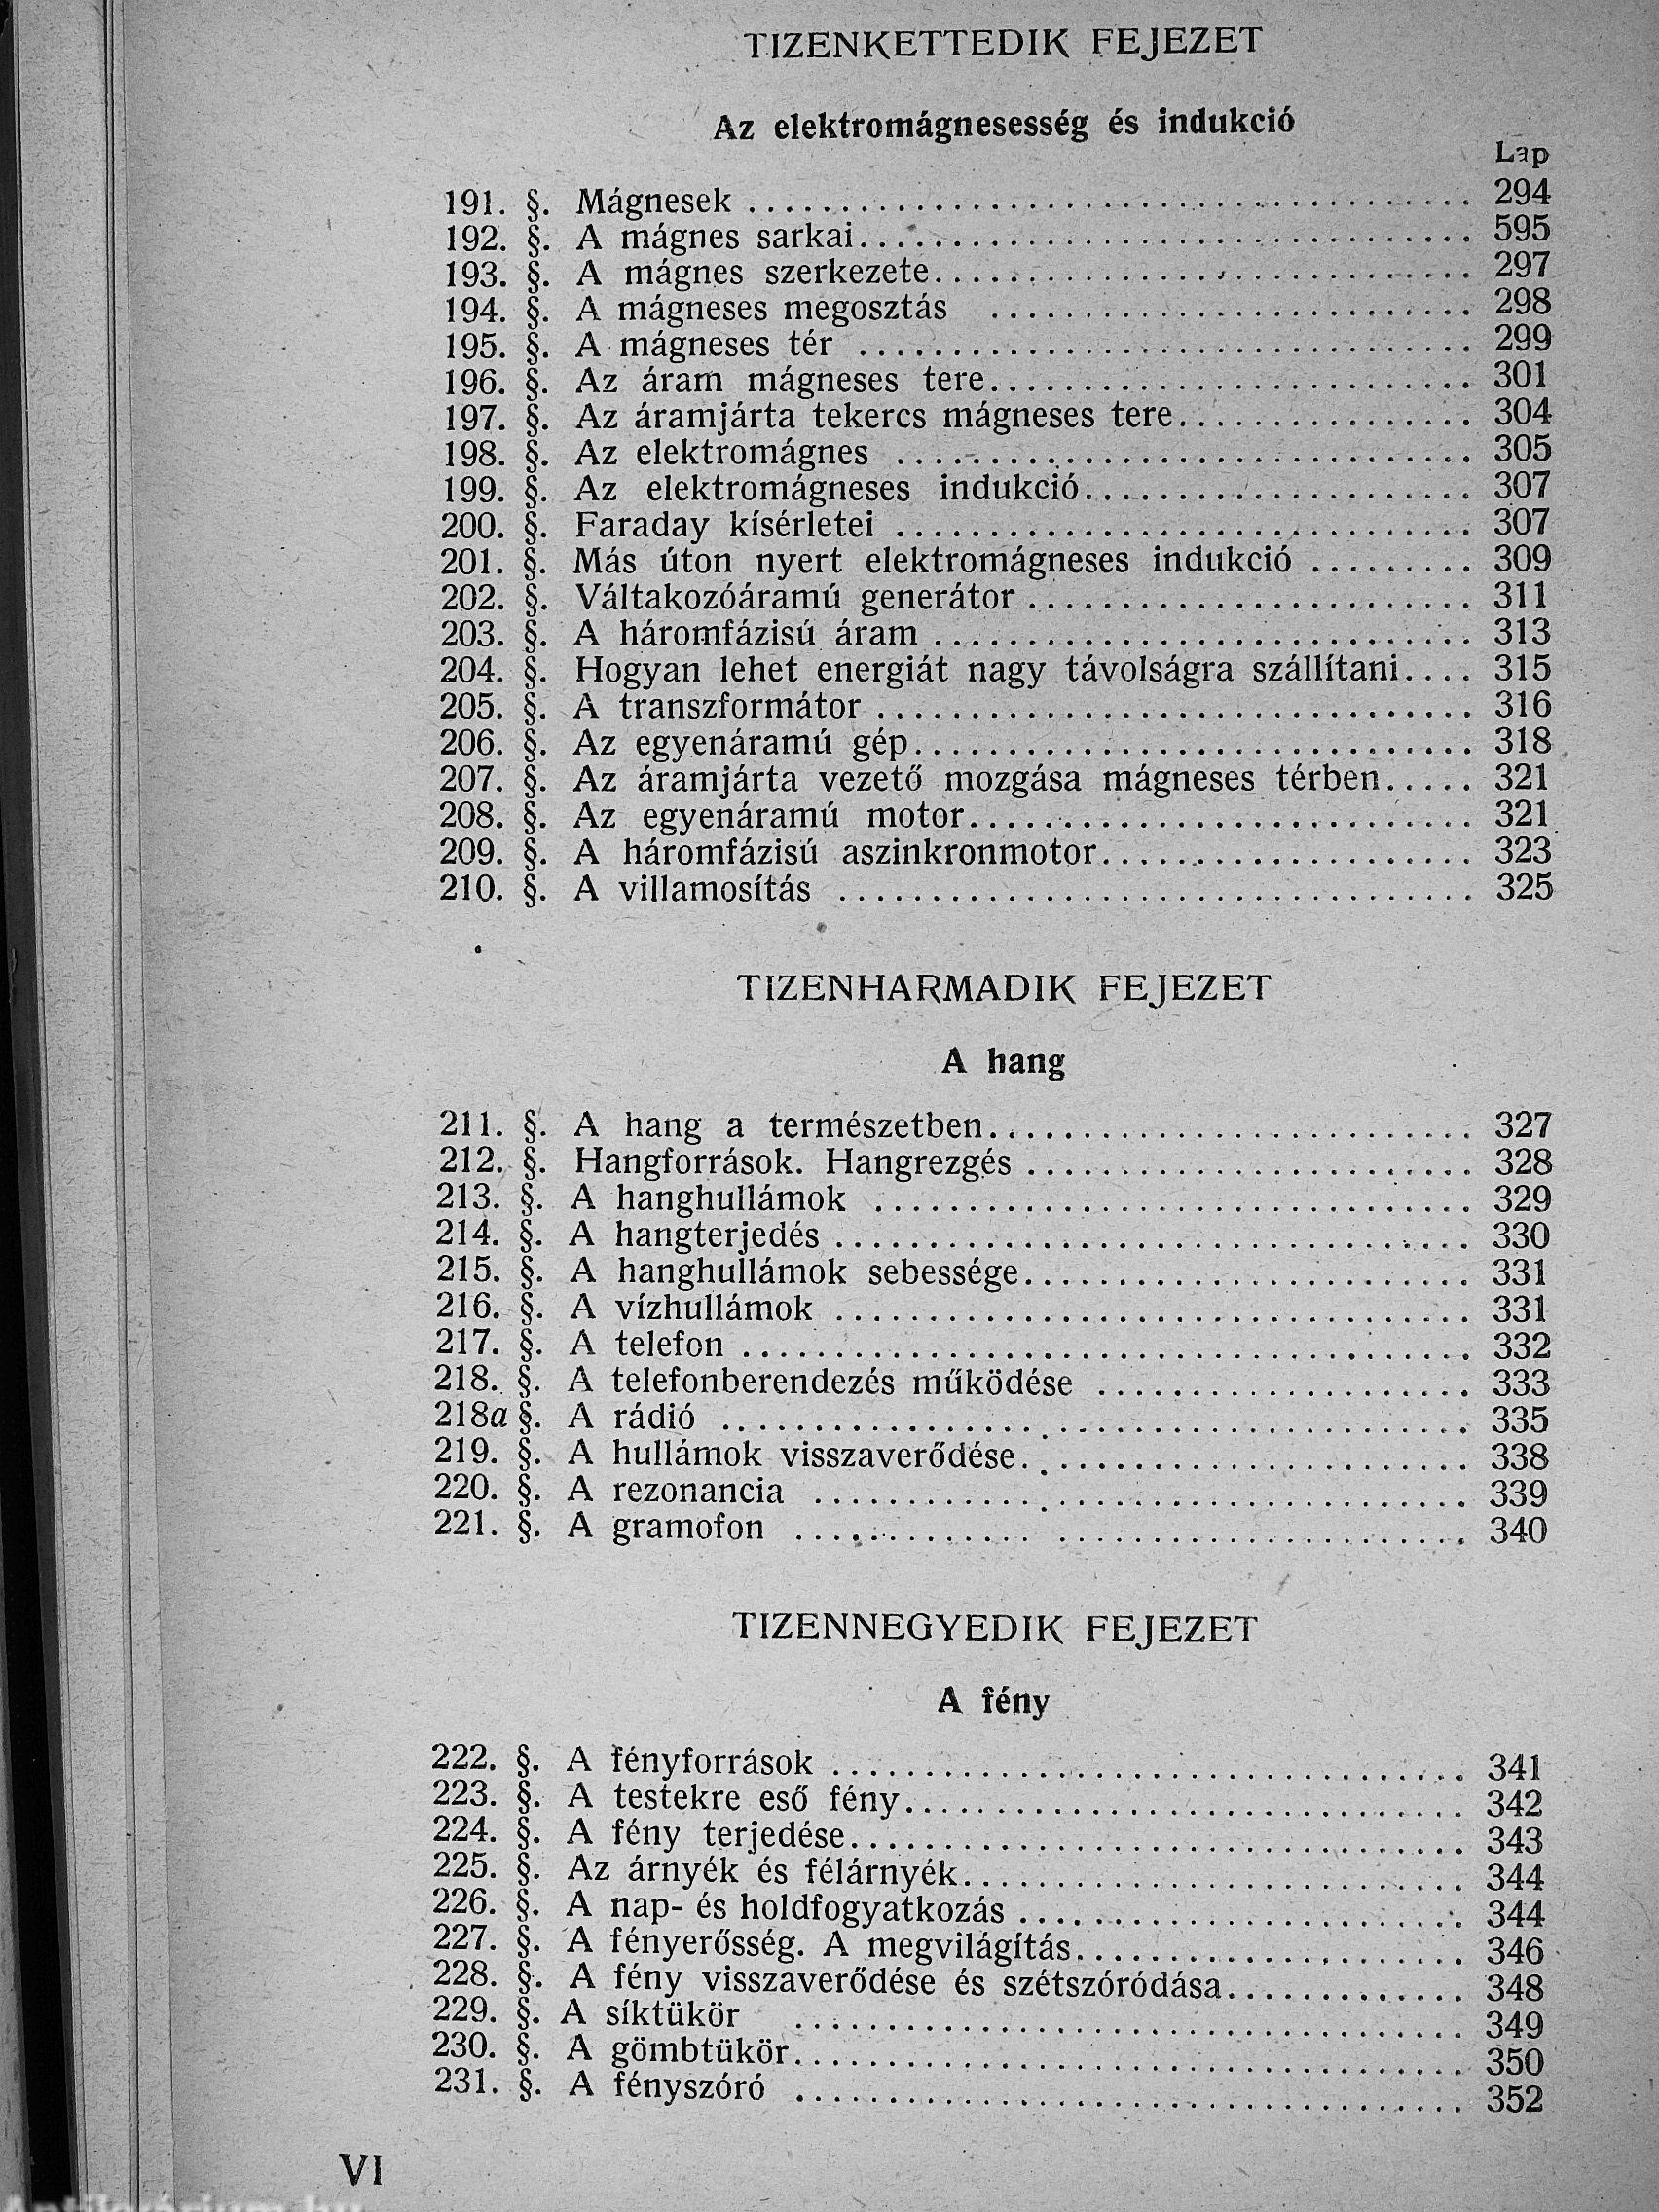 TIZENKETTEDIK FEJEZET
Az elektromágnesesség és indukció
Lap
191. §. Mágnesek ........................................ 294
192. §. A mágnes sarkai.................................. 595
193. §. A mágnes szerkezete.............................. 297
194. §. A mágneses megosztás .......................... 298
195. §. A mágneses tér .................................. 299
196. §. Az áram mágneses tere........................... 301
197. §. Az áramjárta tekercs mágneses tere................ 304
198. §. Az elektromágnes ................................ 305
199. §. Az elektromágneses indukció..................... 307
200. §. Faraday kísérletei ............................... 307
201. §. Más úton nyert elektromágneses indukció ......... 309
202. §. Váltakozóáramú generátor ........................ 311
203. §. A háromfázisú áram .............................. 313
204. §. Hogyan lehet energiát nagy távolságra szállítani.... 315
205. §. A transzformátor ................................ 316
206. §. Az egyenáramú gép............................... 318
207. §. Az áramjárta vezető mozgása mágneses térben..... 321
208. §. Az egyenáramú motor............................ 321
209. §. A háromfázisú aszinkronmotor.................... 323
210. §. A villamosítás ................................... 325
TIZENHARMADIK FEJEZET
A hang
211. §. A hang a természetben........................... 327
212. §. Hangforrások. Hangrezgés ........................ 328
213. §. A hanghullámok ................................. 329
214. §. A hangterjedés ................................... 330
215. §. A hanghullámok sebessége........................ 331
216. §. A vízhullámok ................................... 331
217. §. A telefon ........................................ 332
218. §. A telefonberendezés működése .................... 333
218a §. A rádió ......................................... 335
219. §. A hullámok visszaverődése........................ 338
220. §. A rezonancia .................................... 339
221. §. A gramofon ..................................... 340
TIZENNEGYEDIK FEJEZET
A fény
222. §. A fényforrások ................................... 341
223. §. A testekre eső fény............................... 342
224. §. A fény terjedése.................................. 343
225. §. Az árnyék és félárnyék............................ 344
226. §. A nap- és holdfogyatkozás ........................ 344
227. §. A fényerősség. A megvilágítás..................... 346
228. §. A fény visszaverődése és szétszóródása............. 348
229. §. A síktükör ..................................... 349
230. §. A gömbtükör..................................... 350
231. §. A fényszóró ..................................... 352
VI